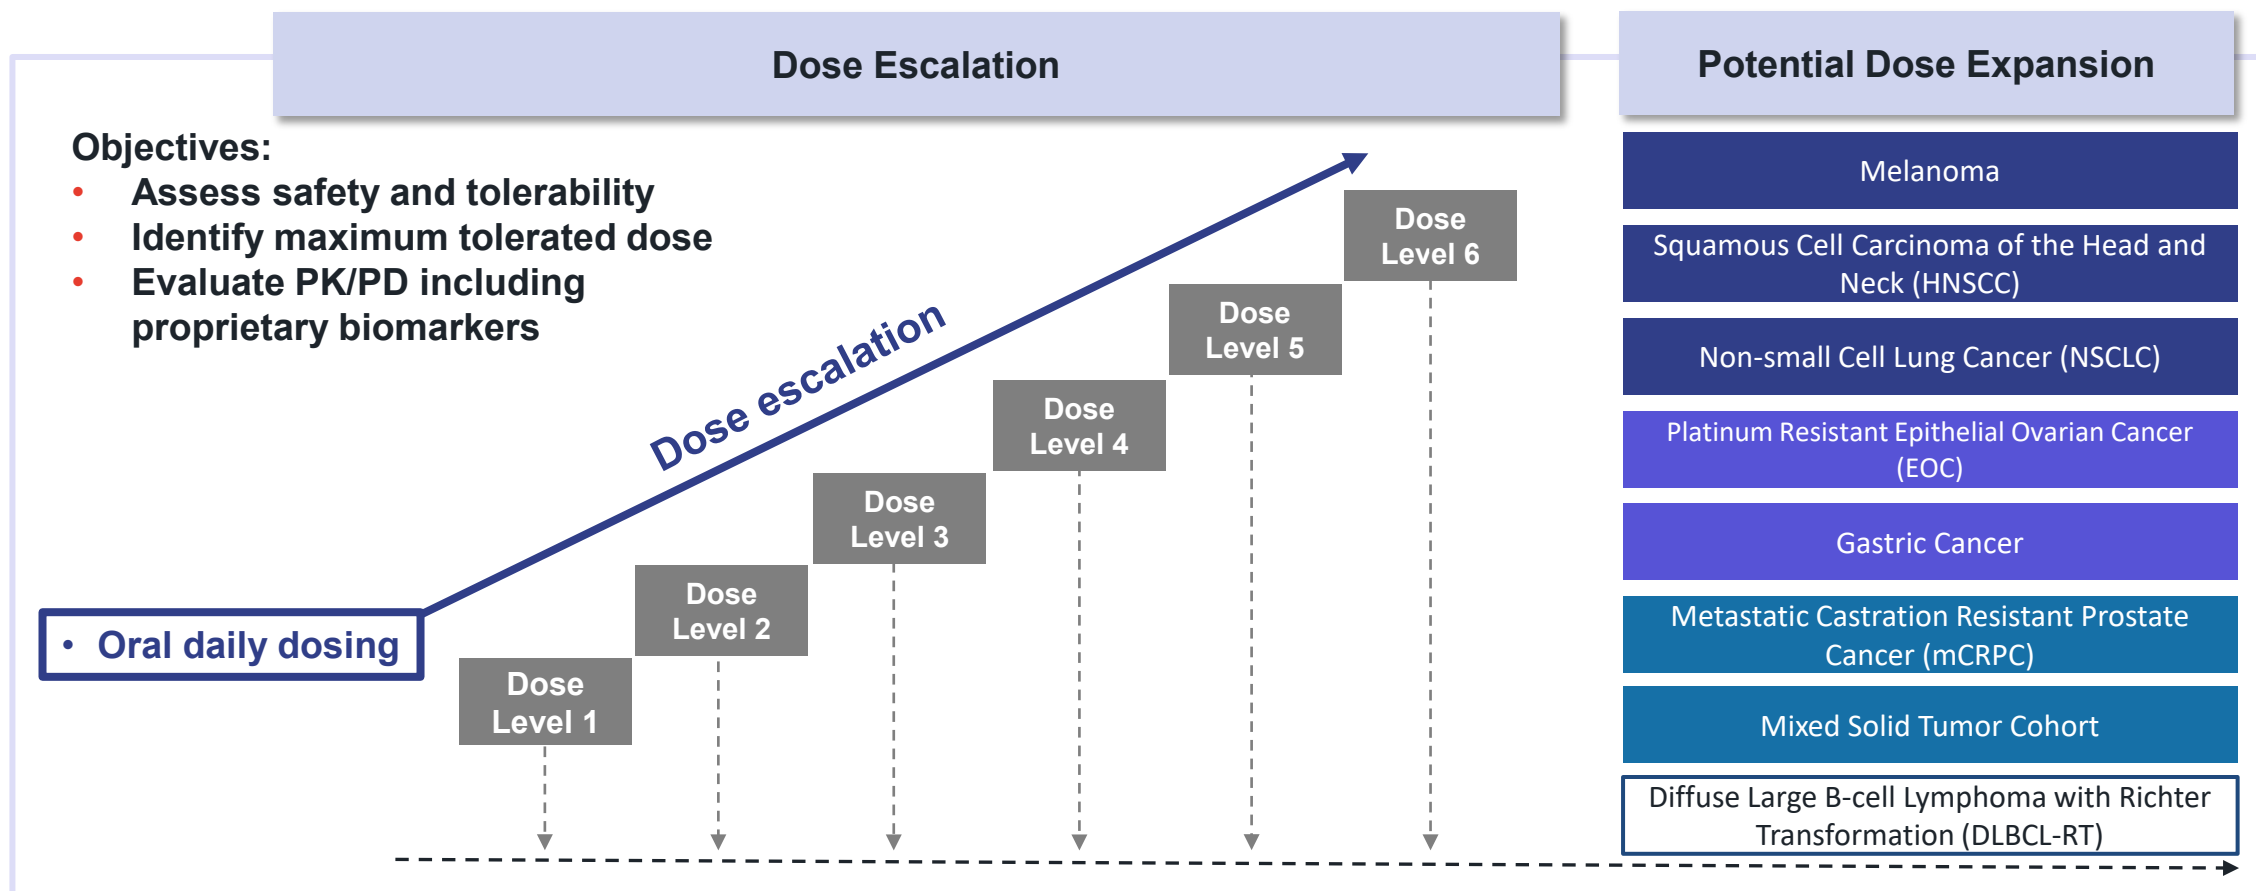 Dose Escalation
Potential Dose Expansion
Objectives:
• Assess safety and tolerability
• Identify maximum tolerated dose
• Evaluate PK/PD including
proprietary biomarkers
Dose escalation
• Oral daily dosing
Dose
Level 1
Dose
Level 2
Dose
Level 3
Dose
Level 4
Dose
Level 5
Dose
Level 6
Melanoma
Squamous Cell Carcinoma of the Head and
Neck (HNSCC)
Non-small Cell Lung Cancer (NSCLC)
Platinum Resistant Epithelial Ovarian Cancer
(EOC)
Gastric Cancer
Metastatic Castration Resistant Prostate
Cancer (mCRPC)
Mixed Solid Tumor Cohort
Diffuse Large B-cell Lymphoma with Richter
Transformation (DLBCL-RT)